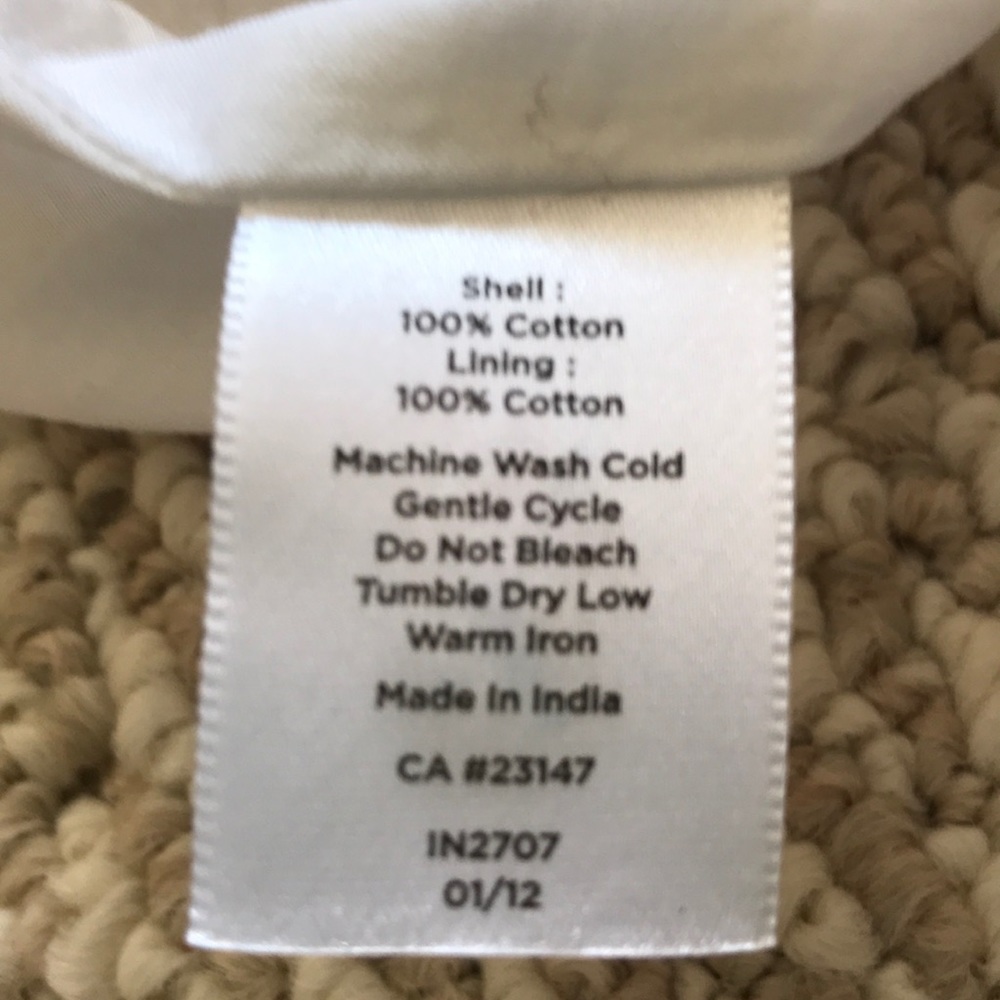 Shell :
100% Cotton
Lining :
100% Cotton
Machine Wash Cold
Gentle Cycle
Do Not Bleach
Tumble Dry Low
Warm Iron
Made In India
CA #23147
IN2707
01/12